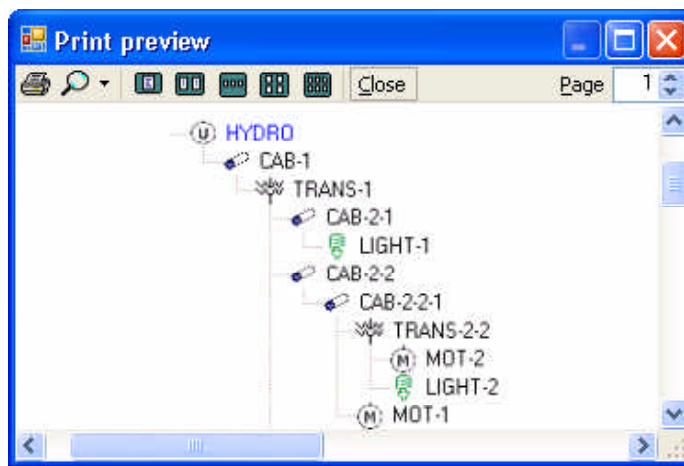 Print preview
Close Page 1
U HYDRO
CAB-1
TRANS-1
CAB-2-1
LIGHT-1
CAB-2-2
CAB-2-2-1
TRANS-2-2
M MOT-2
LIGHT-2
M MOT-1